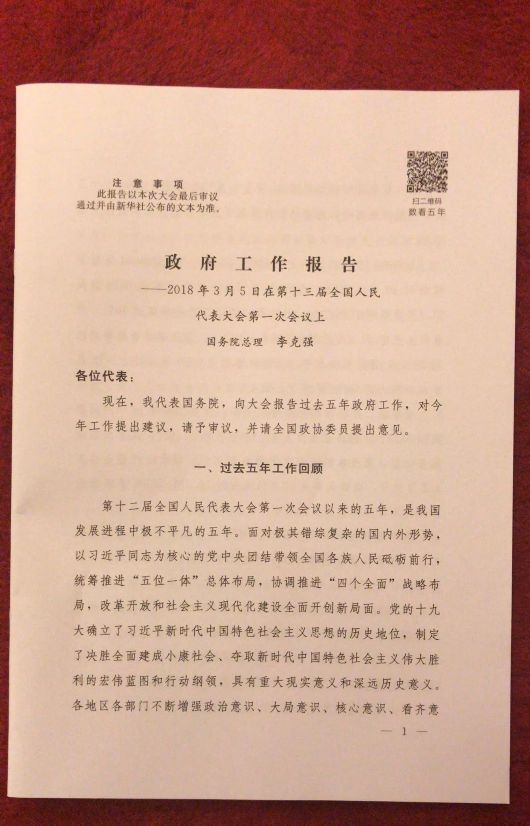 注意事项
此报告以本次大会最后审议
通过并由新华社公布的文本为准。
扫二维码
数看五年
政府工作报告
——2018年3月5日在第十三届全国人民
代表大会第一次会议上
国务院总理 李克强
各位代表：
现在，我代表国务院，向大会报告过去五年政府工作，对今
年工作提出建议，请予审议，并请全国政协委员提出意见。
一、过去五年工作回顾
第十二届全国人民代表大会第一次会议以来的五年，是我国
发展进程中极不平凡的五年。面对极其错综复杂的国内外形势，
以习近平同志为核心的党中央团结带领全国各族人民砥砺前行，
统筹推进“五位一体”总体布局，协调推进“四个全面”战略布
局，改革开放和社会主义现代化建设全面开创新局面。党的十九
大确立了习近平新时代中国特色社会主义思想的历史地位，制定
了决胜全面建成小康社会、夺取新时代中国特色社会主义伟大胜
利的宏伟蓝图和行动纲领，具有重大现实意义和深远历史意义。
各地区各部门不断增强政治意识、大局意识、核心意识、看齐意
— 1 —